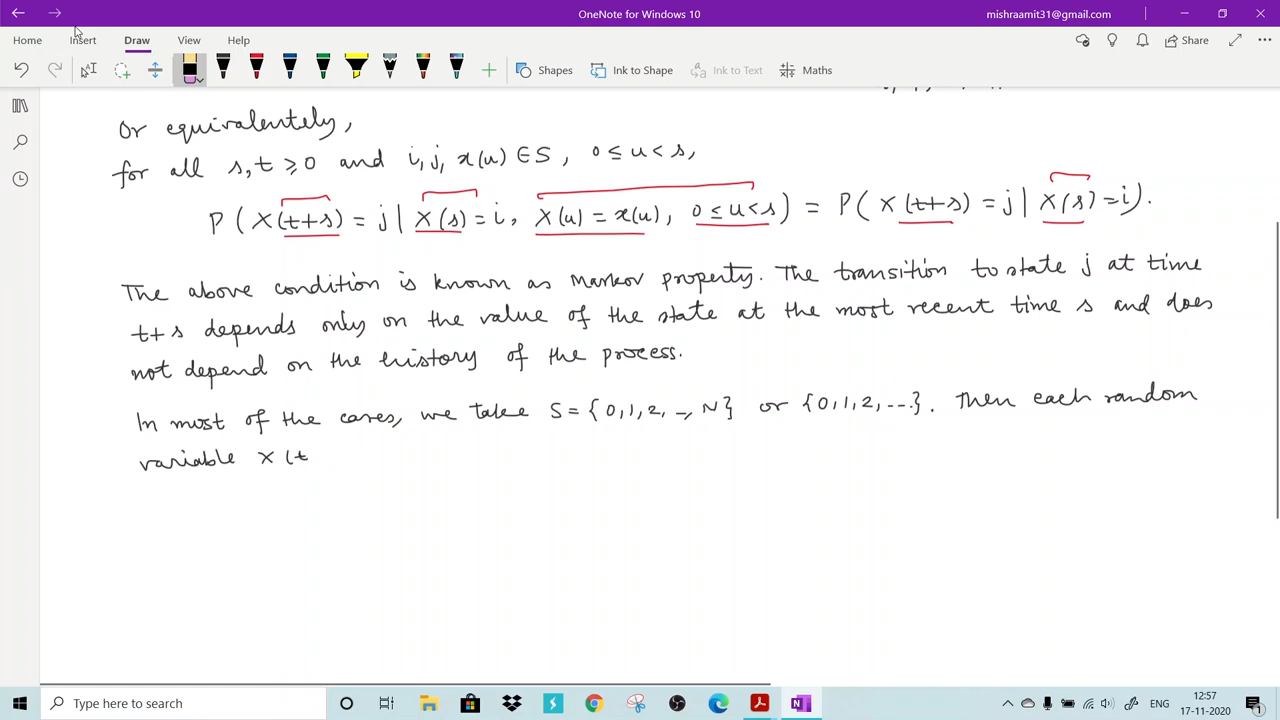 OneNote for Windows 10
mishraamit31@gmail.com
Home
Insert
Draw
View
Help
Share
Shapes
Ink to Shape
Ink to Text
Maths
Or equivalentely,
for all s,t ≥ 0 and i, j, x(u) ∈ S, 0 ≤ u < s,
P ( X (t+s) = j | X (s) = i, X (u) = x(u), 0 ≤ u < s ) = P ( X (t+s) = j | X (s) = i ).
The above condition is known as Markov property. The transition to state j at time
t+s depends only on the value of the state at the most recent time s and does
not depend on the history of the process.
In most of the cases, we take S = { 0, 1, 2, .., N } or { 0, 1, 2, ... }. Then each random
variable X (t
Type here to search
ENG
12:57
17-11-2020
1